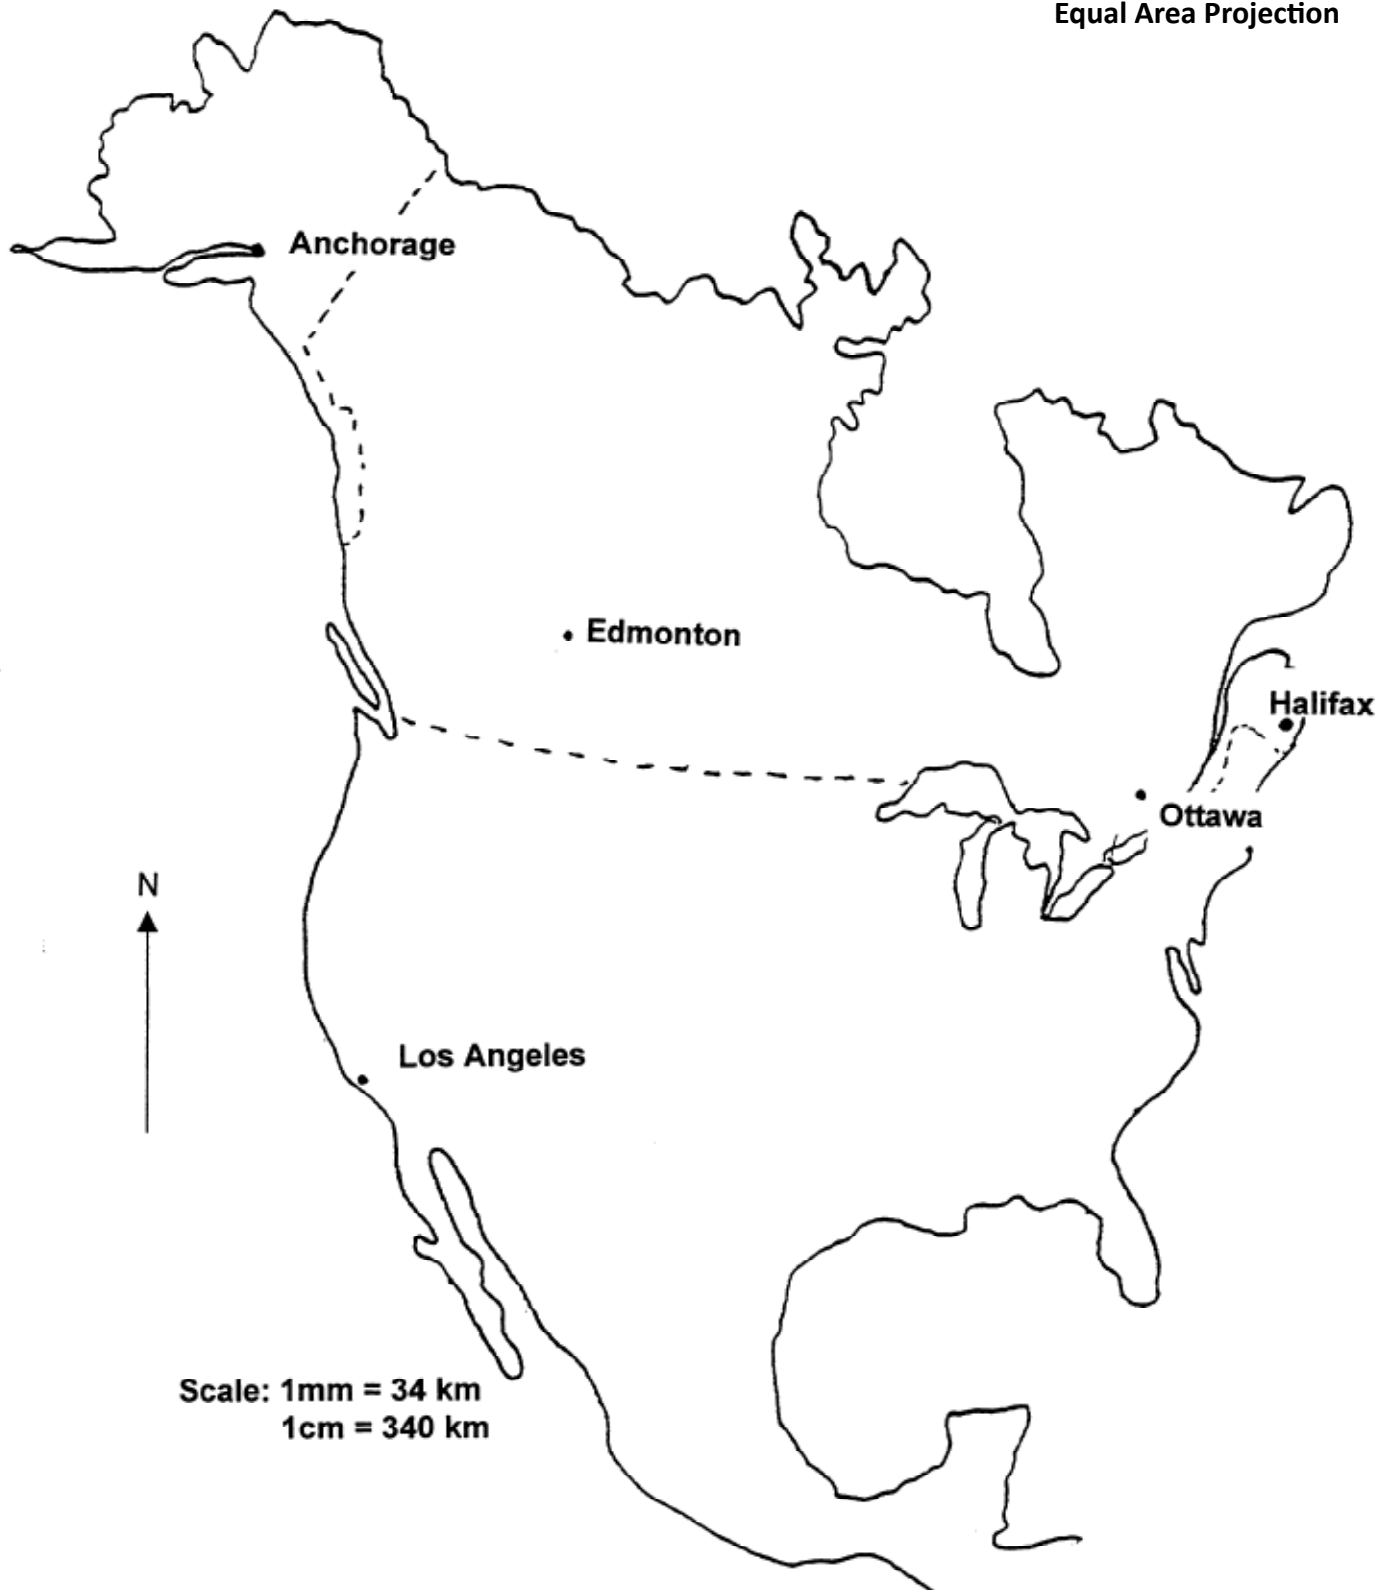 Equal Area Projection
Anchorage
Edmonton
Halifax
Ottawa
N
Los Angeles
Scale: 1mm = 34 km
1cm = 340 km